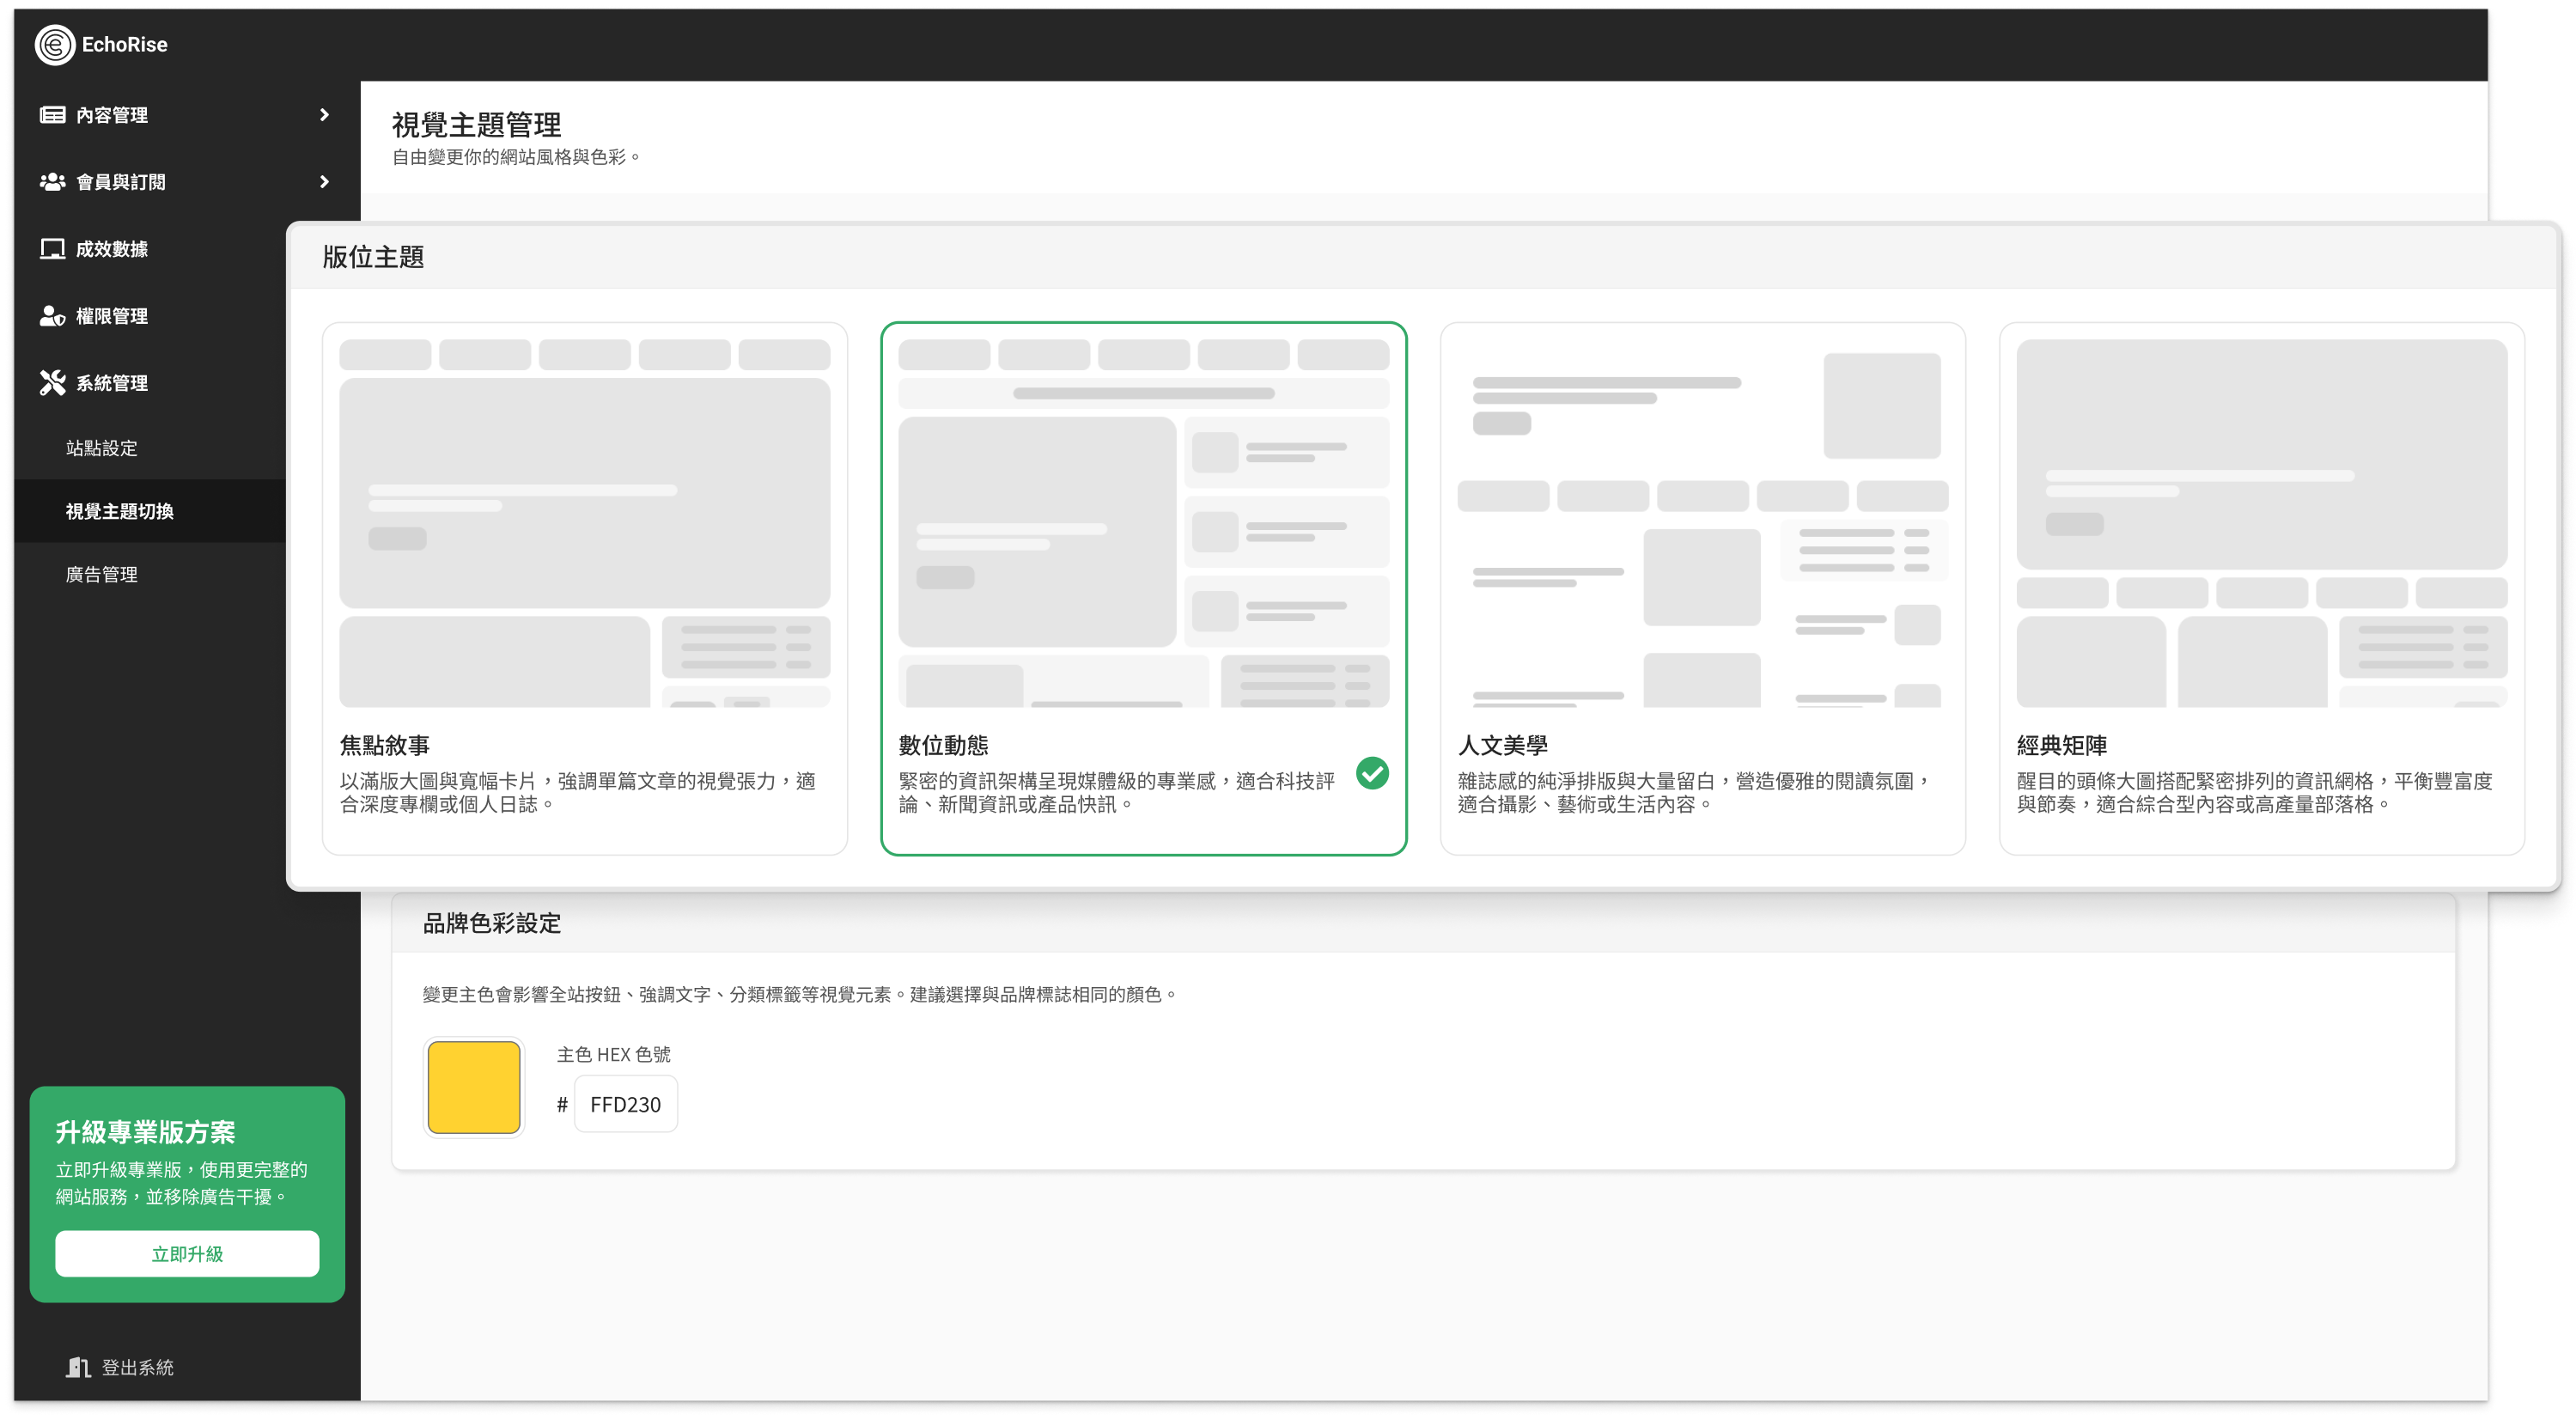 EchoRise
內容管理
會員與訂閱
成效數據
權限管理
系統管理
站點設定
視覺主題切換
廣告管理
升級專業版方案
立即升級專業版，使用更完整的
網站服務，並移除廣告干擾。
立即升級
登出系統
視覺主題管理
自由變更你的網站風格與色彩。
版位主題
焦點敘事
以滿版大圖與寬幅卡片，強調單篇文章的視覺張力，適
合深度專欄或個人日誌。
數位動態
緊密的資訊架構呈現媒體級的專業感，適合科技評
論、新聞資訊或產品快訊。
人文美學
雜誌感的純淨排版與大量留白，營造優雅的閱讀氛圍，
適合攝影、藝術或生活內容。
經典矩陣
醒目的頭條大圖搭配緊密排列的資訊網格，平衡豐富度
與節奏，適合綜合型內容或高產量部落格。
品牌色彩設定
變更主色會影響全站按鈕、強調文字、分類標籤等視覺元素。建議選擇與品牌標誌相同的顏色。
主色 HEX 色號
# FFD230